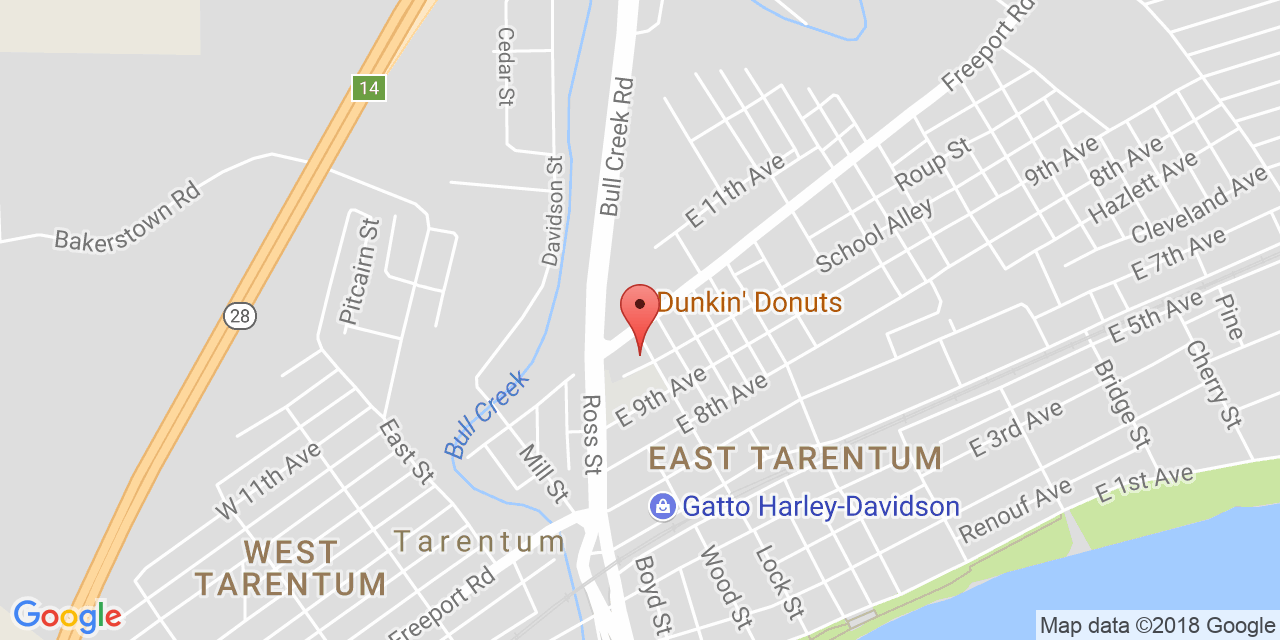 14
Cedar St
Bull Creek Rd
Freeport Rd
Davidson St
E 11th Ave
Roup St
9th Ave
8th Ave
Hazlett Ave
Cleveland Ave
School Alley
E 7th Ave
Bakerstown Rd
Pitcairn St
28
Dunkin' Donuts
E 5th Ave
Pine
Cherry St
Bridge St
Bull Creek
Ross St
E 9th Ave
E 8th Ave
E 3rd Ave
East St
Mill St
W 11th Ave
EAST TARENTUM
Gatto Harley-Davidson
Renouf Ave
E 1st Ave
Tarentum
WEST
TARENTUM
Freeport Rd
Boyd St
Wood St
Lock St
Google
Map data ©2018 Google